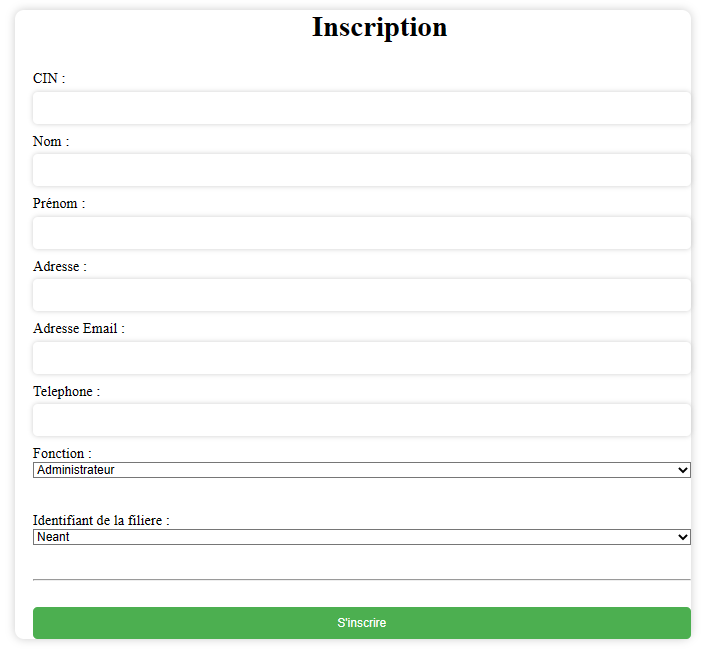 Inscription
CIN :
Nom :
Prénom :
Adresse :
Adresse Email :
Telephone :
Fonction :
Administrateur
Identifiant de la filiere :
Neant
S'inscrire